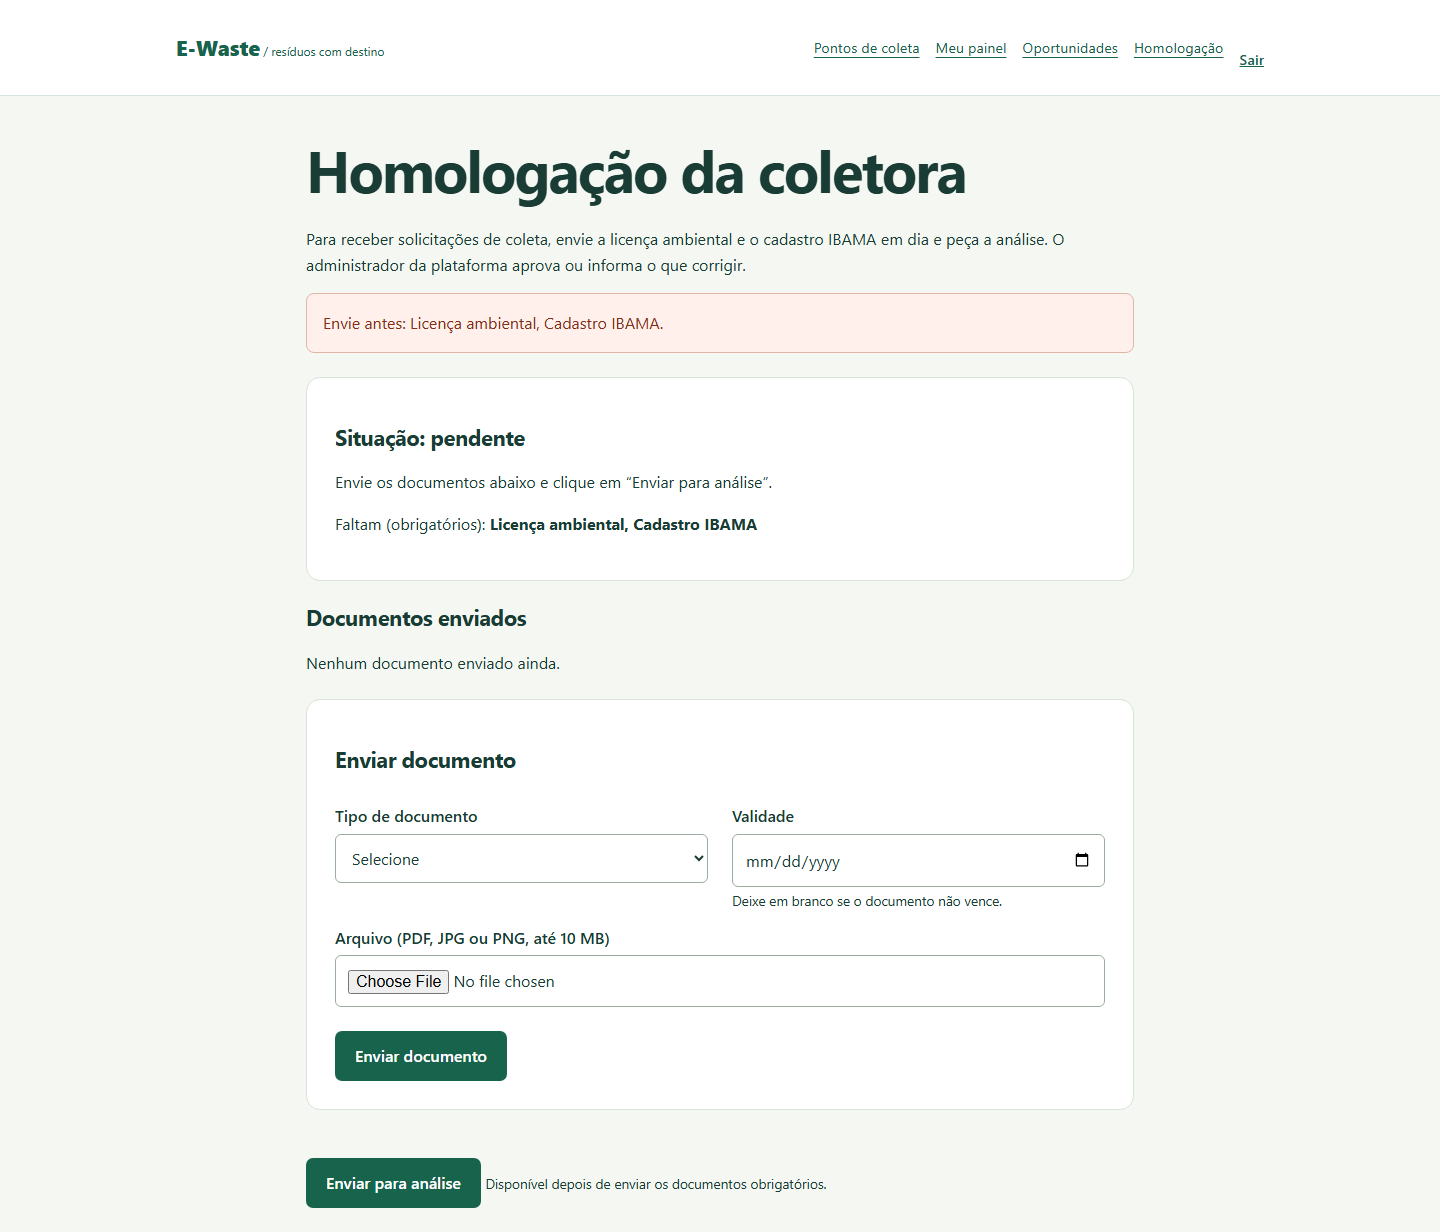 E-Waste / resíduos com destino
Pontos de coleta Meu painel Oportunidades Homologação Sair
Homologação da coletora
Para receber solicitações de coleta, envie a licença ambiental e o cadastro IBAMA em dia e peça a análise. O
administrador da plataforma aprova ou informa o que corrigir.
Envie antes: Licença ambiental, Cadastro IBAMA.
Situação: pendente
Envie os documentos abaixo e clique em “Enviar para análise”.
Faltam (obrigatórios): Licença ambiental, Cadastro IBAMA
Documentos enviados
Nenhum documento enviado ainda.
Enviar documento
Tipo de documento
Selecione
Validade
mm/dd/yyyy
Deixe em branco se o documento não vence.
Arquivo (PDF, JPG ou PNG, até 10 MB)
Choose File No file chosen
Enviar documento
Enviar para análise Disponível depois de enviar os documentos obrigatórios.